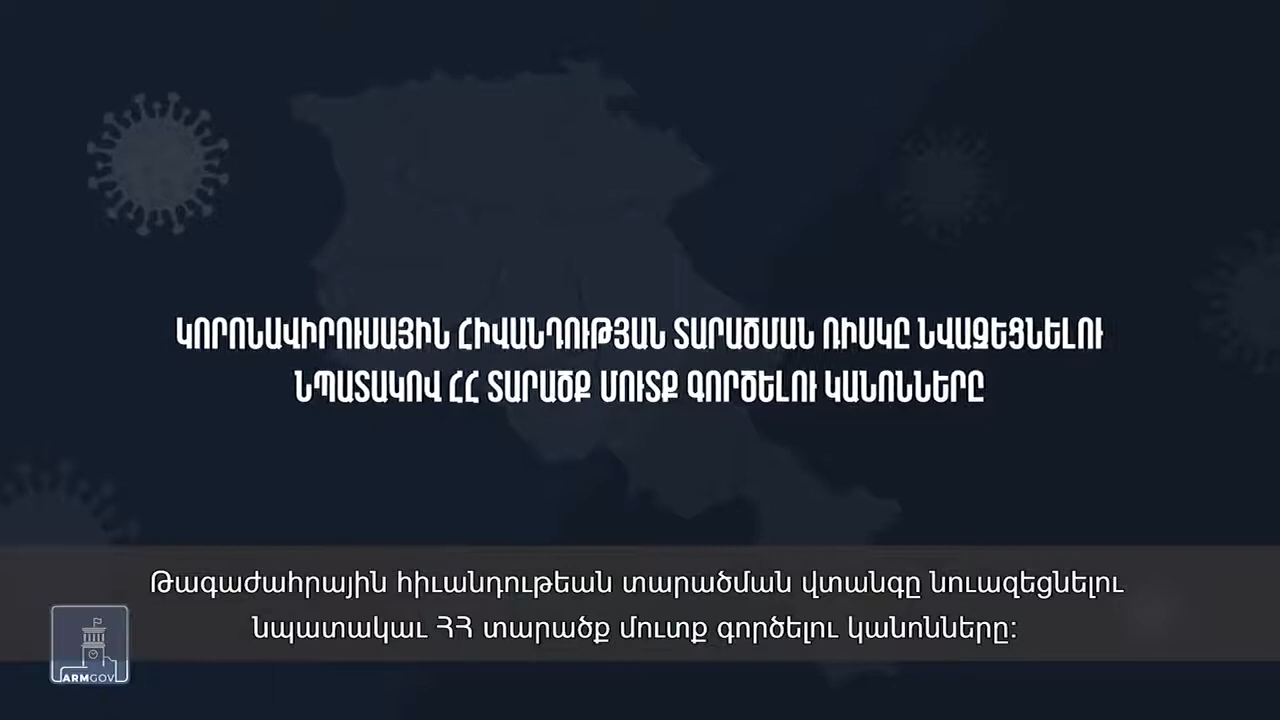 ԿՈՐՈՆԱՎԻՐՈՒՍԱՅԻՆ ՀԻՎԱՆԴՈՒԹՅԱՆ ՏԱՐԱԾՄԱՆ ՌԻՍԿԸ ՆՎԱԶԵՑՆԵԼՈՒ
ՆՊԱՏԱԿՈՎ ՀՀ ՏԱՐԱԾՔ ՄՈՒՏՔ ԳՈՐԾԵԼՈՒ ԿԱՆՈՆՆԵՐԸ
Թագաժահրային հիւանդութեան տարածման վտանգը նուազեցնելու
նպատակաւ ՀՀ տարածք մուտք գործելու կանոնները։
ARMGOV